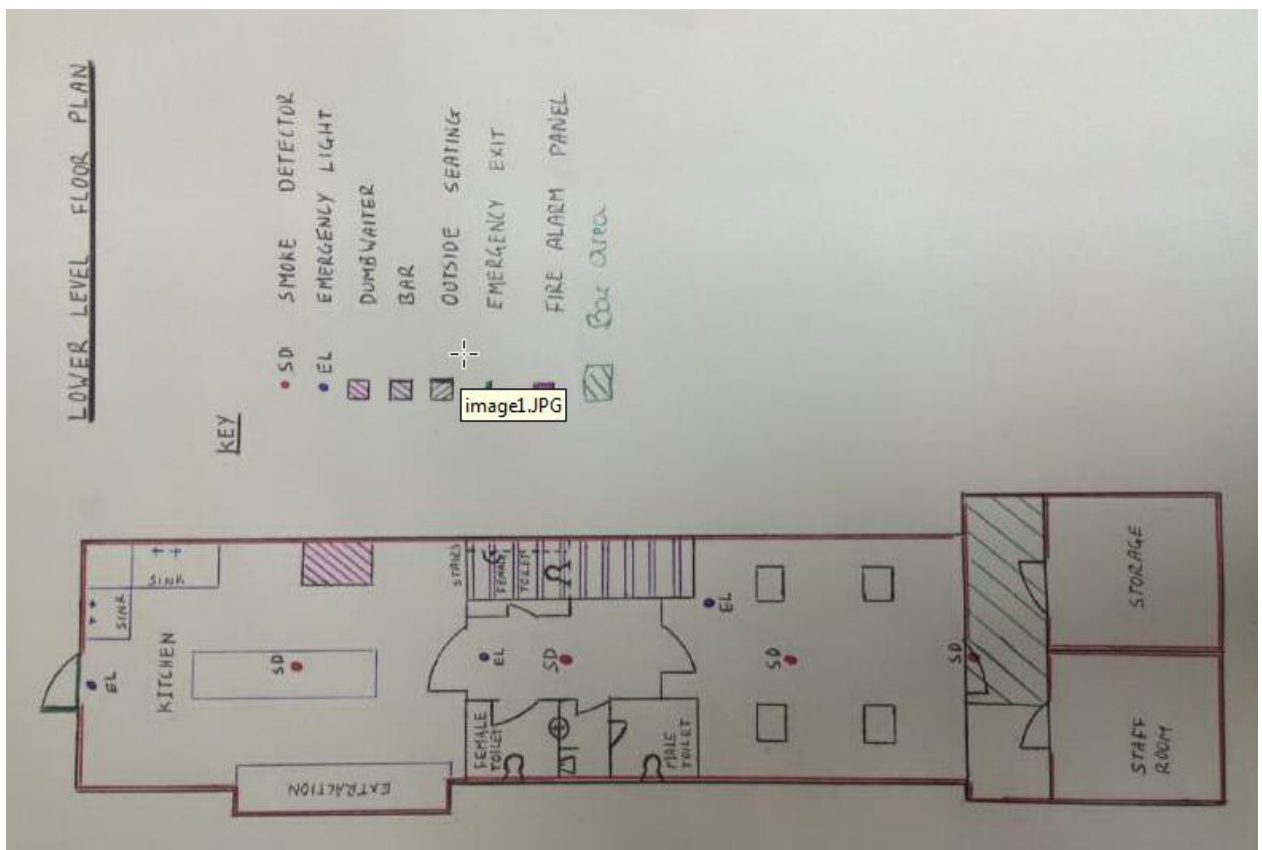 LOWER LEVEL FLOOR PLAN
KEY
SD SMOKE DETECTOR
EL EMERGENCY LIGHT
DUMBWAITER
BAR
OUTSIDE SEATING
EMERGENCY EXIT
FIRE ALARM PANEL
Bar area
image1.JPG
EL
SINK
SINK
KITCHEN
SD
EXTRACTION
STAIRS
FEMALE
TOILET
EL
SD
FEMALE
TOILET
MALE
TOILET
EL
SD
SD
STORAGE
STAFF
ROOM